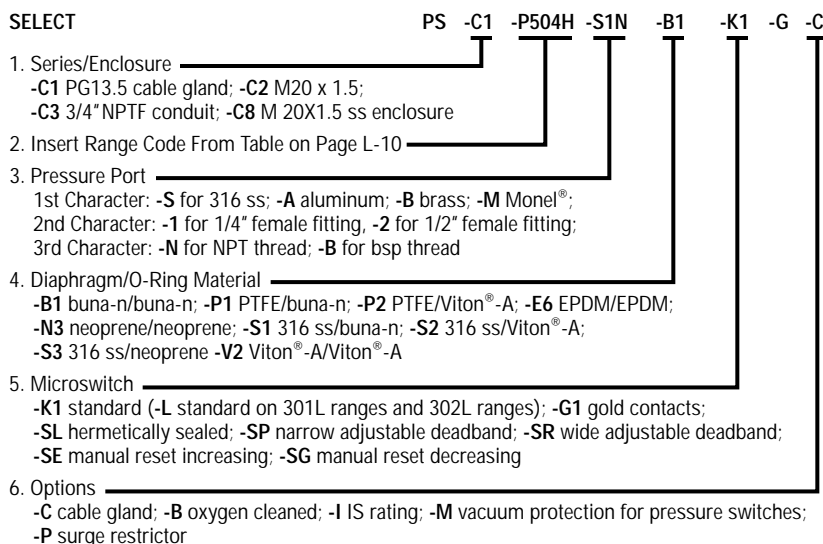 SELECT PS -C1 -P504H -S1N -B1 -K1 -G -C
1. Series/Enclosure
-C1 PG13.5 cable gland; -C2 M20 x 1.5;
-C3 3/4" NPTF conduit; -C8 M 20X1.5 ss enclosure
2. Insert Range Code From Table on Page L-10
3. Pressure Port
1st Character: -S for 316 ss; -A aluminum; -B brass; -M Monel®;
2nd Character: -1 for 1/4" female fitting, -2 for 1/2" female fitting;
3rd Character: -N for NPT thread; -B for bsp thread
4. Diaphragm/O-Ring Material
-B1 buna-n/buna-n; -P1 PTFE/buna-n; -P2 PTFE/Viton®-A; -E6 EPDM/EPDM;
-N3 neoprene/neoprene; -S1 316 ss/buna-n; -S2 316 ss/Viton®-A;
-S3 316 ss/neoprene -V2 Viton®-A/Viton®-A
5. Microswitch
-K1 standard (-L standard on 301L ranges and 302L ranges); -G1 gold contacts;
-SL hermetically sealed; -SP narrow adjustable deadband; -SR wide adjustable deadband;
-SE manual reset increasing; -SG manual reset decreasing
6. Options
-C cable gland; -B oxygen cleaned; -I IS rating; -M vacuum protection for pressure switches;
-P surge restrictor